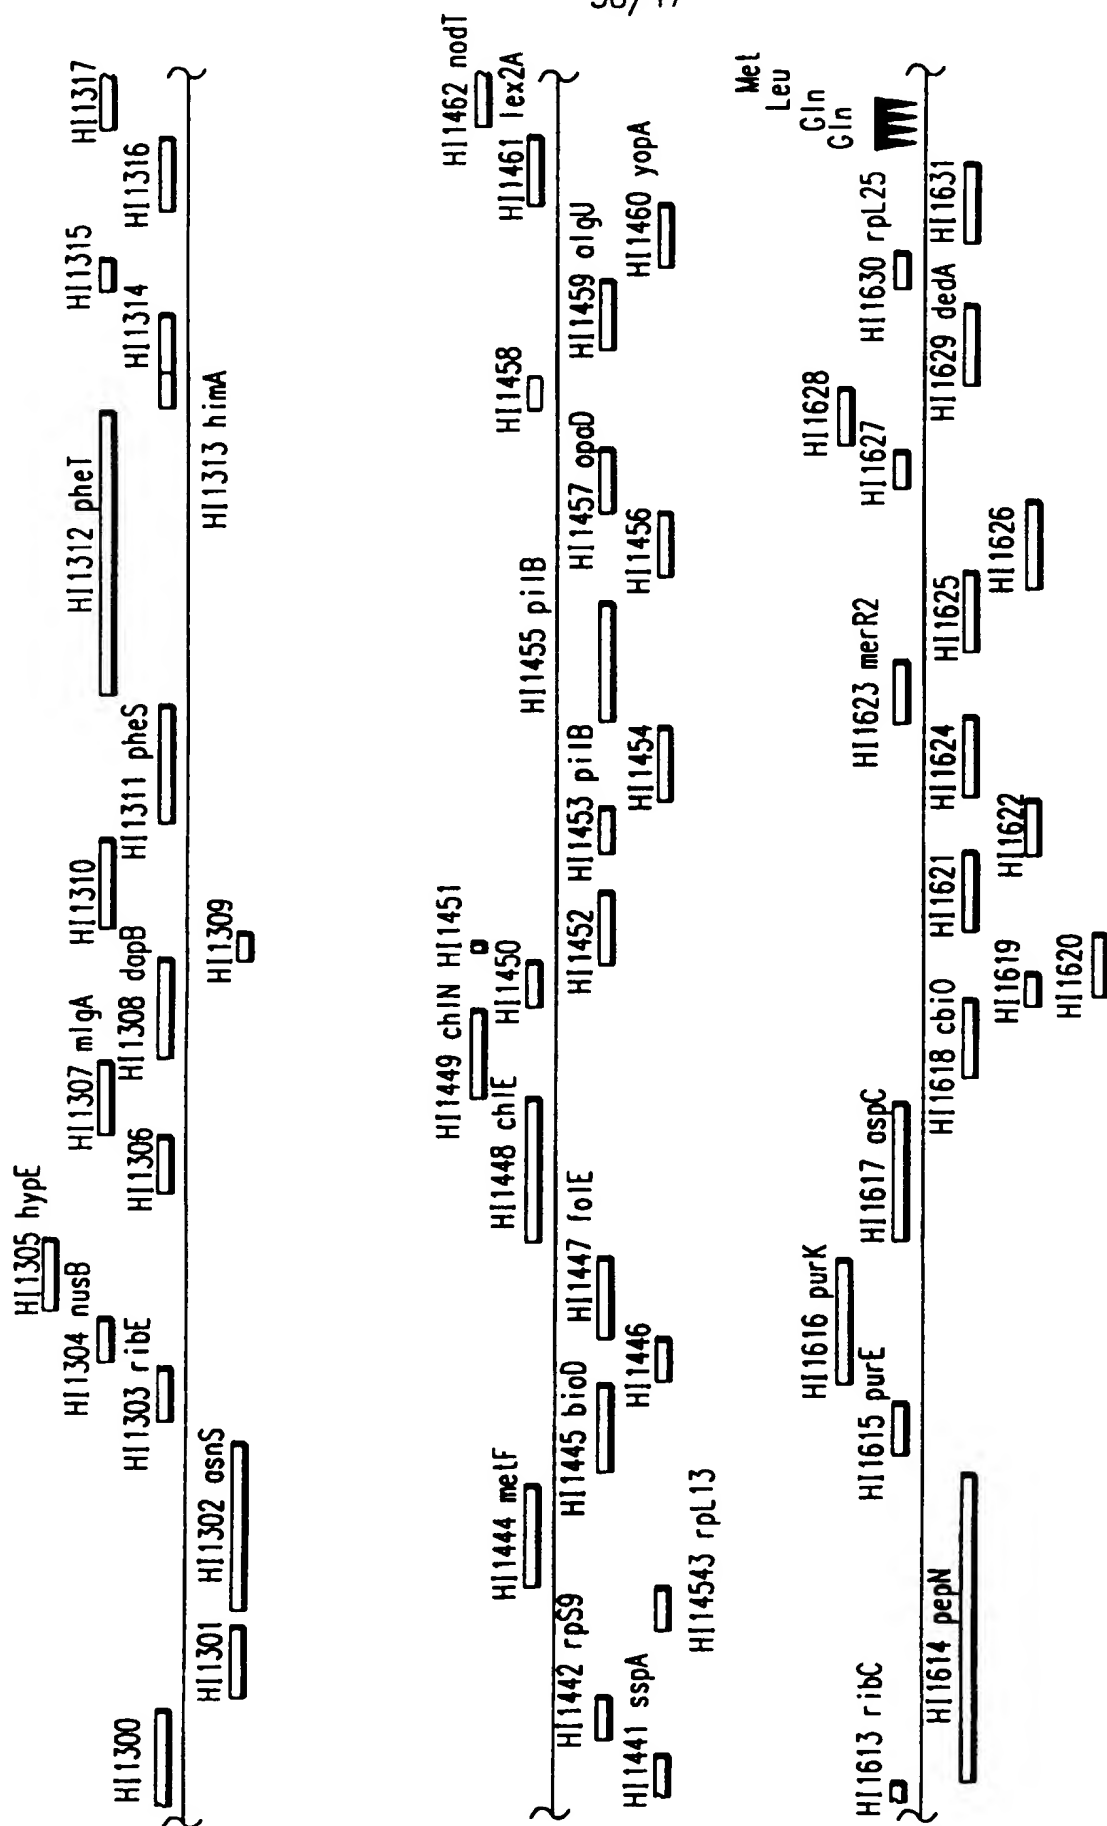 HI1300
HI1301
HI1302 asnS
HI1303 ribE
HI1304 nusB
HI1305 hypE
HI1306
HI1307 mlgA
HI1308 dapB
HI1309
HI1310
HI1311 pheS
HI1312 pheT
HI1313 himA
HI1314
HI1315
HI1316
HI1317
HI1441 sspA
HI1442 rpS9
HI14543 rpL13
HI1444 metF
HI1445 bioD
HI1446
HI1447 folE
HI1448 chlE
HI1449 chlN
HI1450
HI1451
HI1452
HI1453 pilB
HI1454
HI1455 pilB
HI1456
HI1457 opaD
HI1458
HI1459 algU
HI1460 yopA
HI1461 lex2A
HI1462 nodT
HI1613 ribC
HI1614 pepN
HI1615 purE
HI1616 purK
HI1617 aspC
HI1618 cbiO
HI1619
HI1620
HI1621
HI1622
HI1624
HI1623 merR2
HI1625
HI1626
HI1627
HI1628
HI1629 dedA
HI1630 rpL25
HI1631
Gln
Gln
Leu
Met